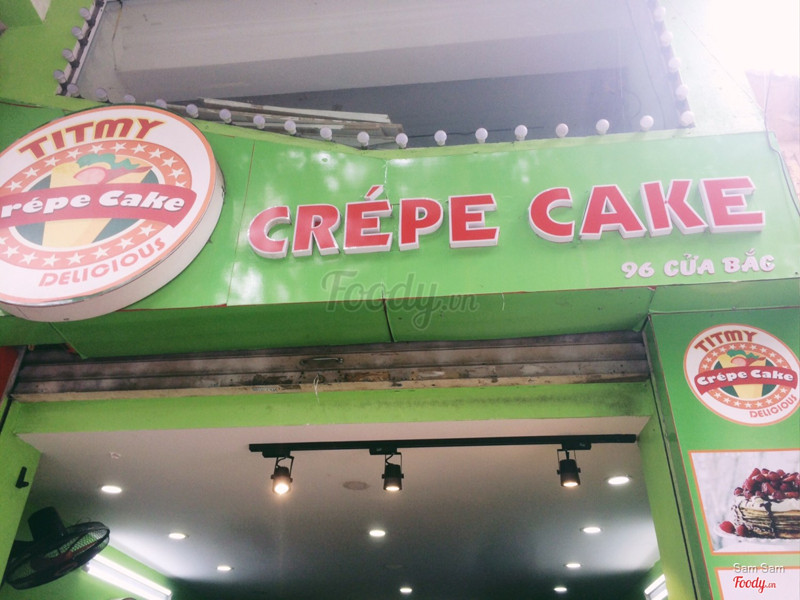 TITMY
Crépe Cake
DELICIOUS
CRÉPE CAKE
96 CỬA BẮC
Foody.vn
TITMY
Crépe Cake
DELICIOUS
Sam Sam
Foody.vn